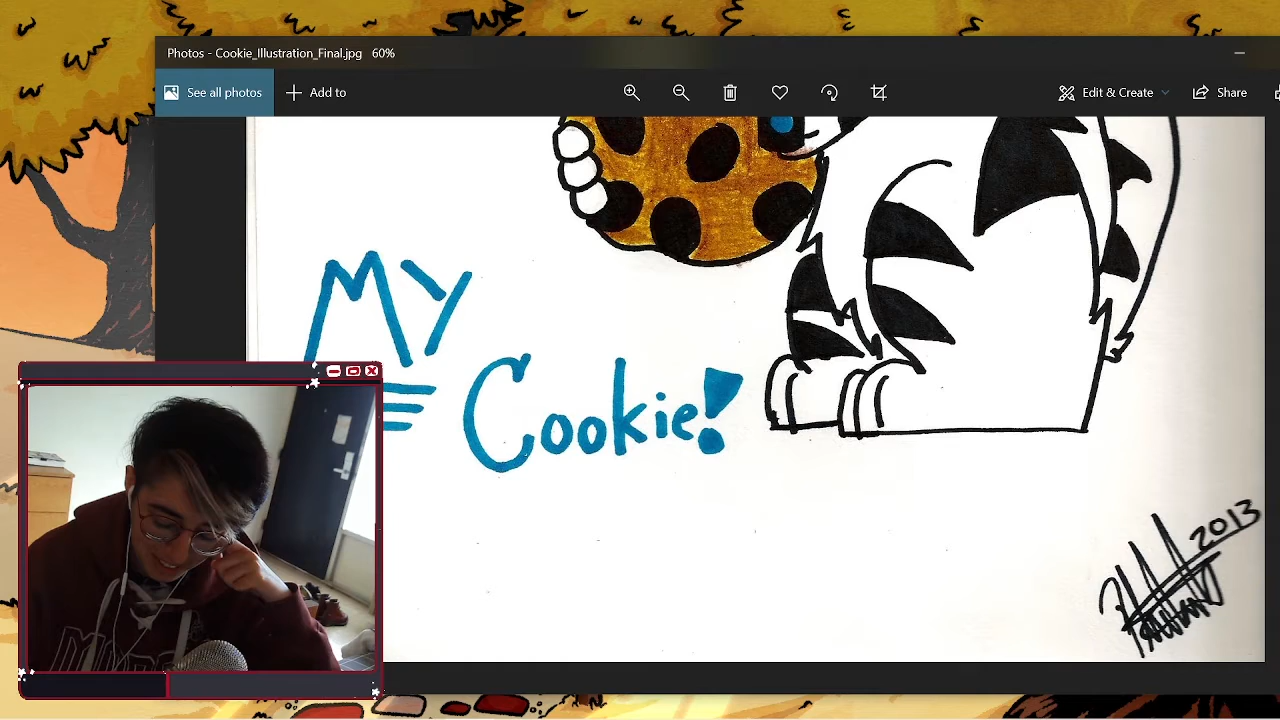 Photos - Cookie_Illustration_Final.jpg 60%
See all photos
Add to
Edit & Create
Share
MY
Cookie!
2013